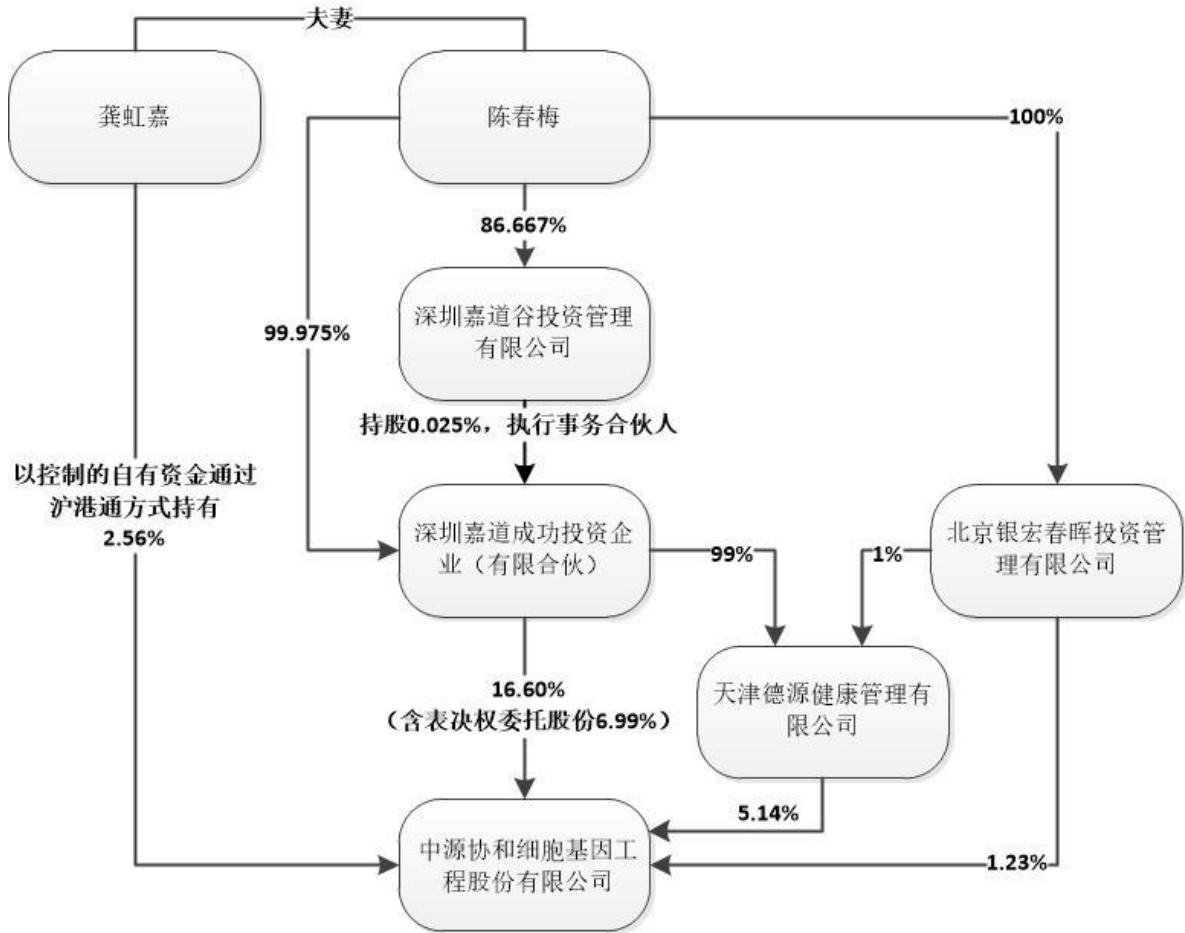 夫妻
龚虹嘉
陈春梅
100%
86.667%
深圳嘉道谷投资管理
有限公司
99.975%
持股0.025%，执行事务合伙人
以控制的自有资金通过
沪港通方式持有
2.56%
深圳嘉道成功投资企
业（有限合伙）
99%
1%
北京银宏春晖投资管
理有限公司
16.60%
（含表决权委托股份6.99%）
天津德源健康管理有
限公司
5.14%
中源协和细胞基因工
程股份有限公司
1.23%